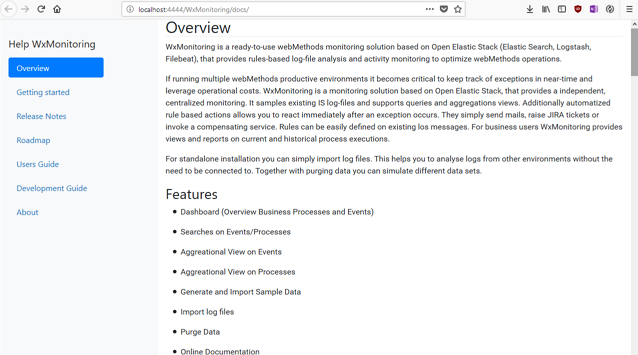 localhost:4444/WxMonitoring/docs/
Help WxMonitoring
Overview
Getting started
Release Notes
Roadmap
Users Guide
Development Guide
About
Overview
WxMonitoring is a ready-to-use webMethods monitoring solution based on Open Elastic Stack (Elastic Search, Logstash,
Filebeat), that provides rules-based log-file analysis and activity monitoring to optimize webMethods operations.
If running multiple webMethods productive environments it becomes critical to keep track of exceptions in near-time and
leverage operational costs. WxMonitoring is a monitoring solution based on Open Elastic Stack, that provides a independent,
centralized monitoring. It samples existing IS log-files and supports queries and aggregations views. Additionally automatized
rule based actions allows you to react immediately after an exception occurs. They simply send mails, raise JIRA tickets or
invoke a compensating service. Rules can be easily defined on existing los messages. For business users WxMonitoring provides
views and reports on current and historical process executions.
For standalone installation you can simply import log files. This helps you to analyse logs from other environments without the
need to be connected to. Together with purging data you can simulate different data sets.
Features
Dashboard (Overview Business Processes and Events)
Searches on Events/Processes
Aggreational View on Events
Aggreational View on Processes
Generate and Import Sample Data
Import log files
Purge Data
Online Documentation